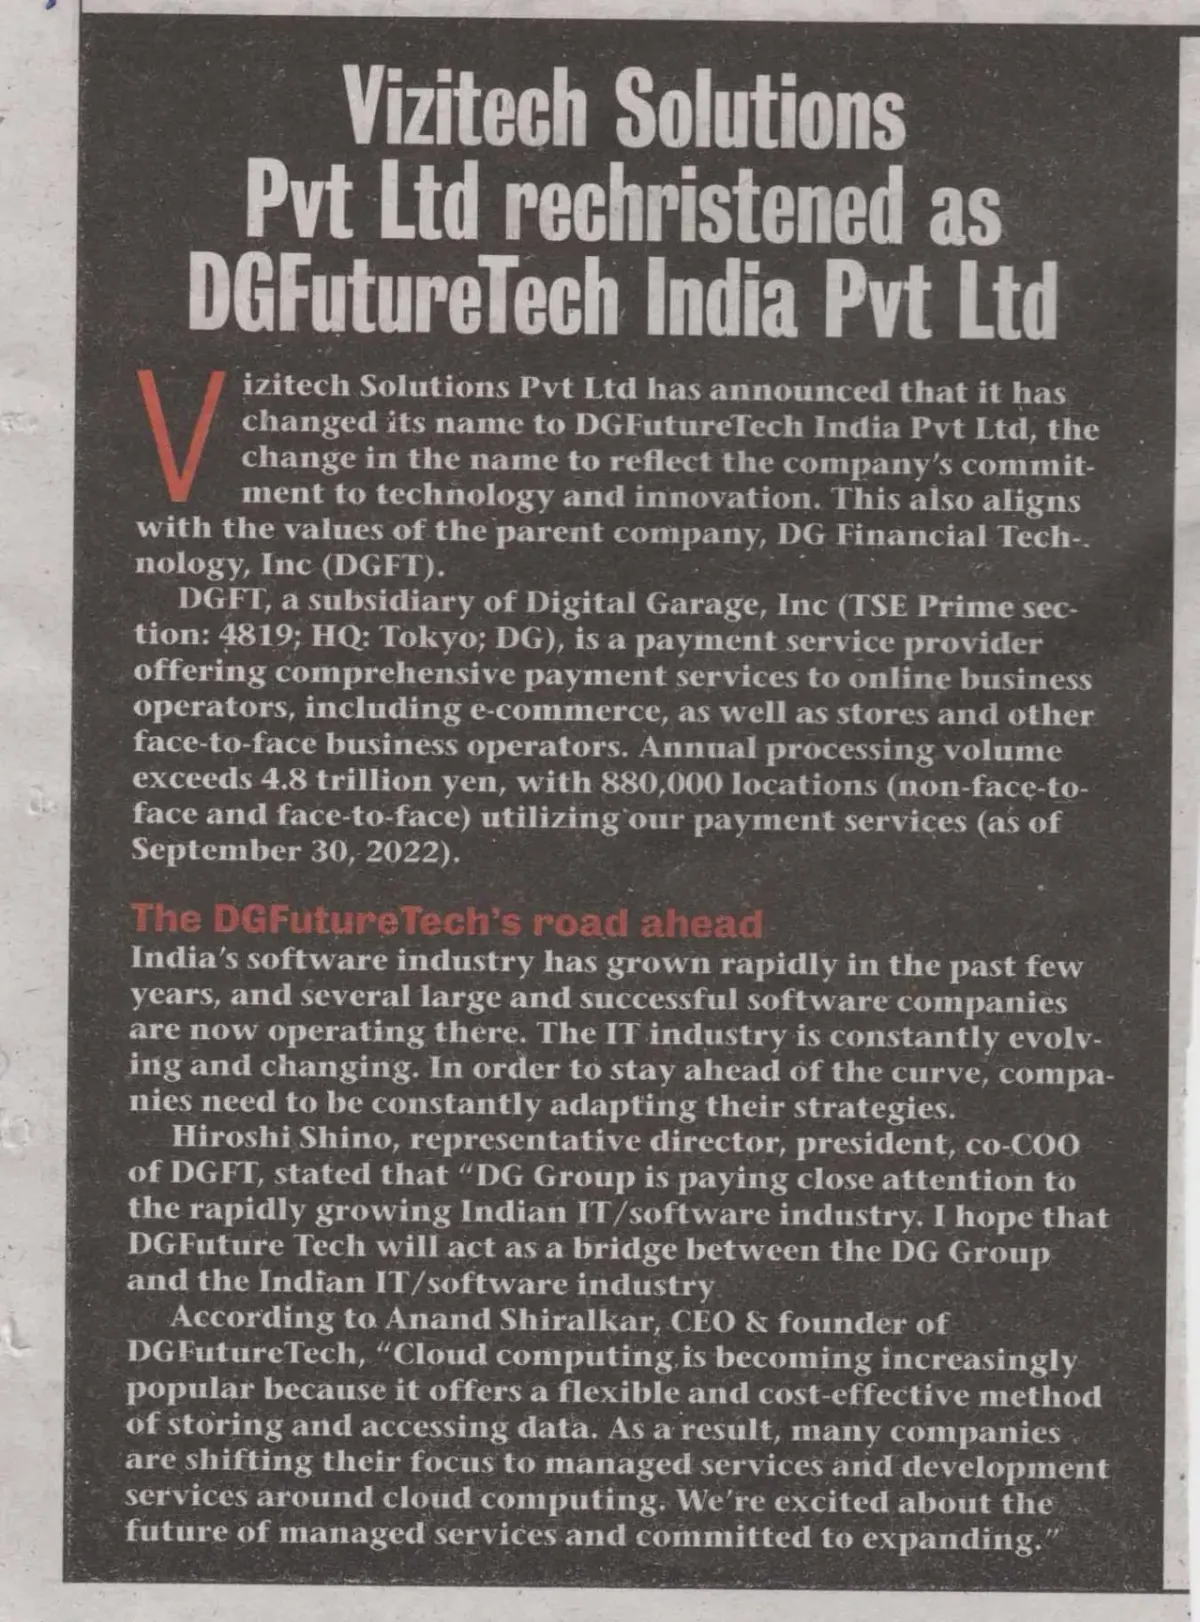 Vizitech Solutions
Pvt Ltd rechristened as
DGFutureTech India Pvt Ltd
Vizitech Solutions Pvt Ltd has announced that it has
changed its name to DGFutureTech India Pvt Ltd, the
change in the name to reflect the company's commit-
ment to technology and innovation. This also aligns
with the values of the parent company, DG Financial Tech-
nology, Inc (DGFT).
DGFT, a subsidiary of Digital Garage, Inc (TSE Prime sec-
tion: 4819; HQ: Tokyo; DG), is a payment service provider
offering comprehensive payment services to online business
operators, including e-commerce, as well as stores and other
face-to-face business operators. Annual processing volume
exceeds 4.8 trillion yen, with 880,000 locations (non-face-to-
face and face-to-face) utilizing our payment services (as of
September 30, 2022).
The DGFutureTech's road ahead
India's software industry has grown rapidly in the past few
years, and several large and successful software companies
are now operating there. The IT industry is constantly evolv-
ing and changing. In order to stay ahead of the curve, compa-
nies need to be constantly adapting their strategies.
Hiroshi Shino, representative director, president, co-COO
of DGFT, stated that “DG Group is paying close attention to
the rapidly growing Indian IT/software industry. I hope that
DGFuture Tech will act as a bridge between the DG Group
and the Indian IT/software industry
According to Anand Shiralkar, CEO & founder of
DGFutureTech, “Cloud computing is becoming increasingly
popular because it offers a flexible and cost-effective method
of storing and accessing data. As a result, many companies
are shifting their focus to managed services and development
services around cloud computing. We're excited about the
future of managed services and committed to expanding.”